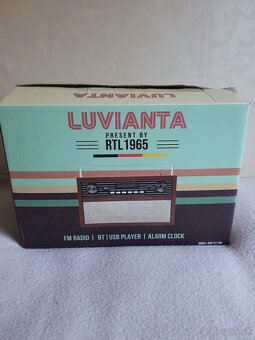 LUVIANTA
LUVIANTA
PRESENT BY
RTL1965
FM RADIO | BT | USB PLAYER | ALARM CLOCK